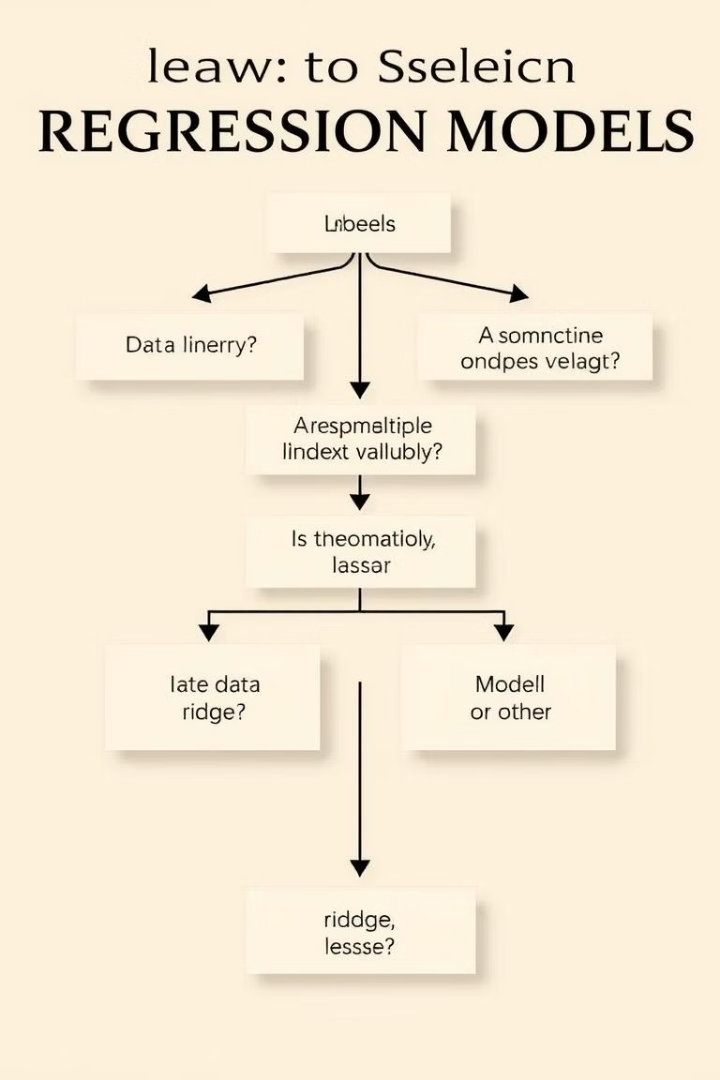 leaw: to Sseleicn
REGRESSION MODELS
Data linerry?
A somnctine
ondpes velagt?
Arespmaltiple
lindext vallubly?
Is theomatioly,
lassar
late data
ridge?
Modell
or other
riddge,
lessse?